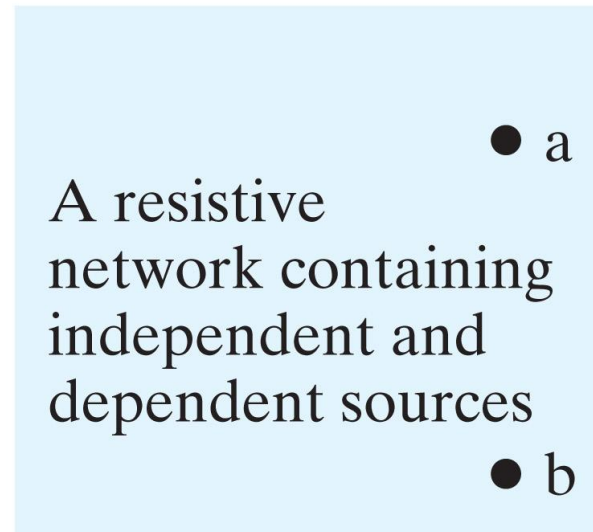 ● a
A resistive
network containing
independent and
dependent sources
● b